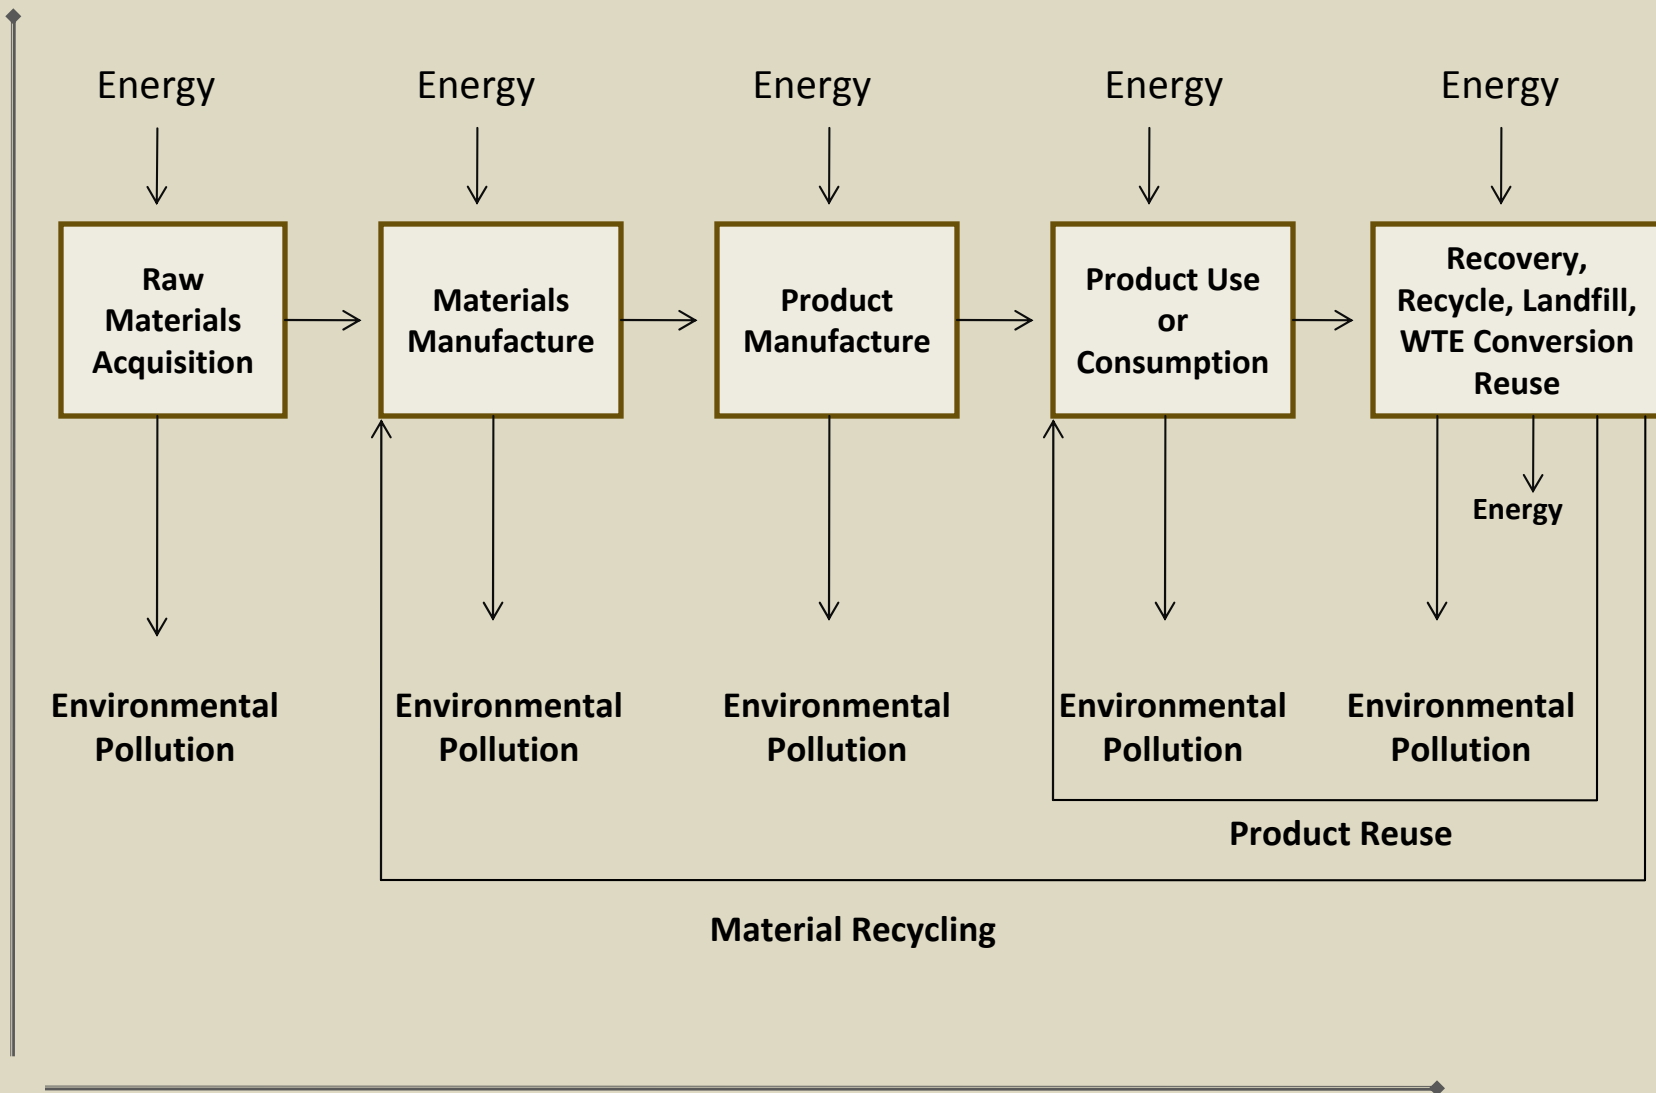 Energy
Energy
Energy
Energy
Energy
Raw
Materials
Acquisition
Materials
Manufacture
Product
Manufacture
Product Use
or
Consumption
Recovery,
Recycle, Landfill,
WTE Conversion
Reuse
Energy
Environmental
Pollution
Environmental
Pollution
Environmental
Pollution
Environmental
Pollution
Environmental
Pollution
Product Reuse
Material Recycling